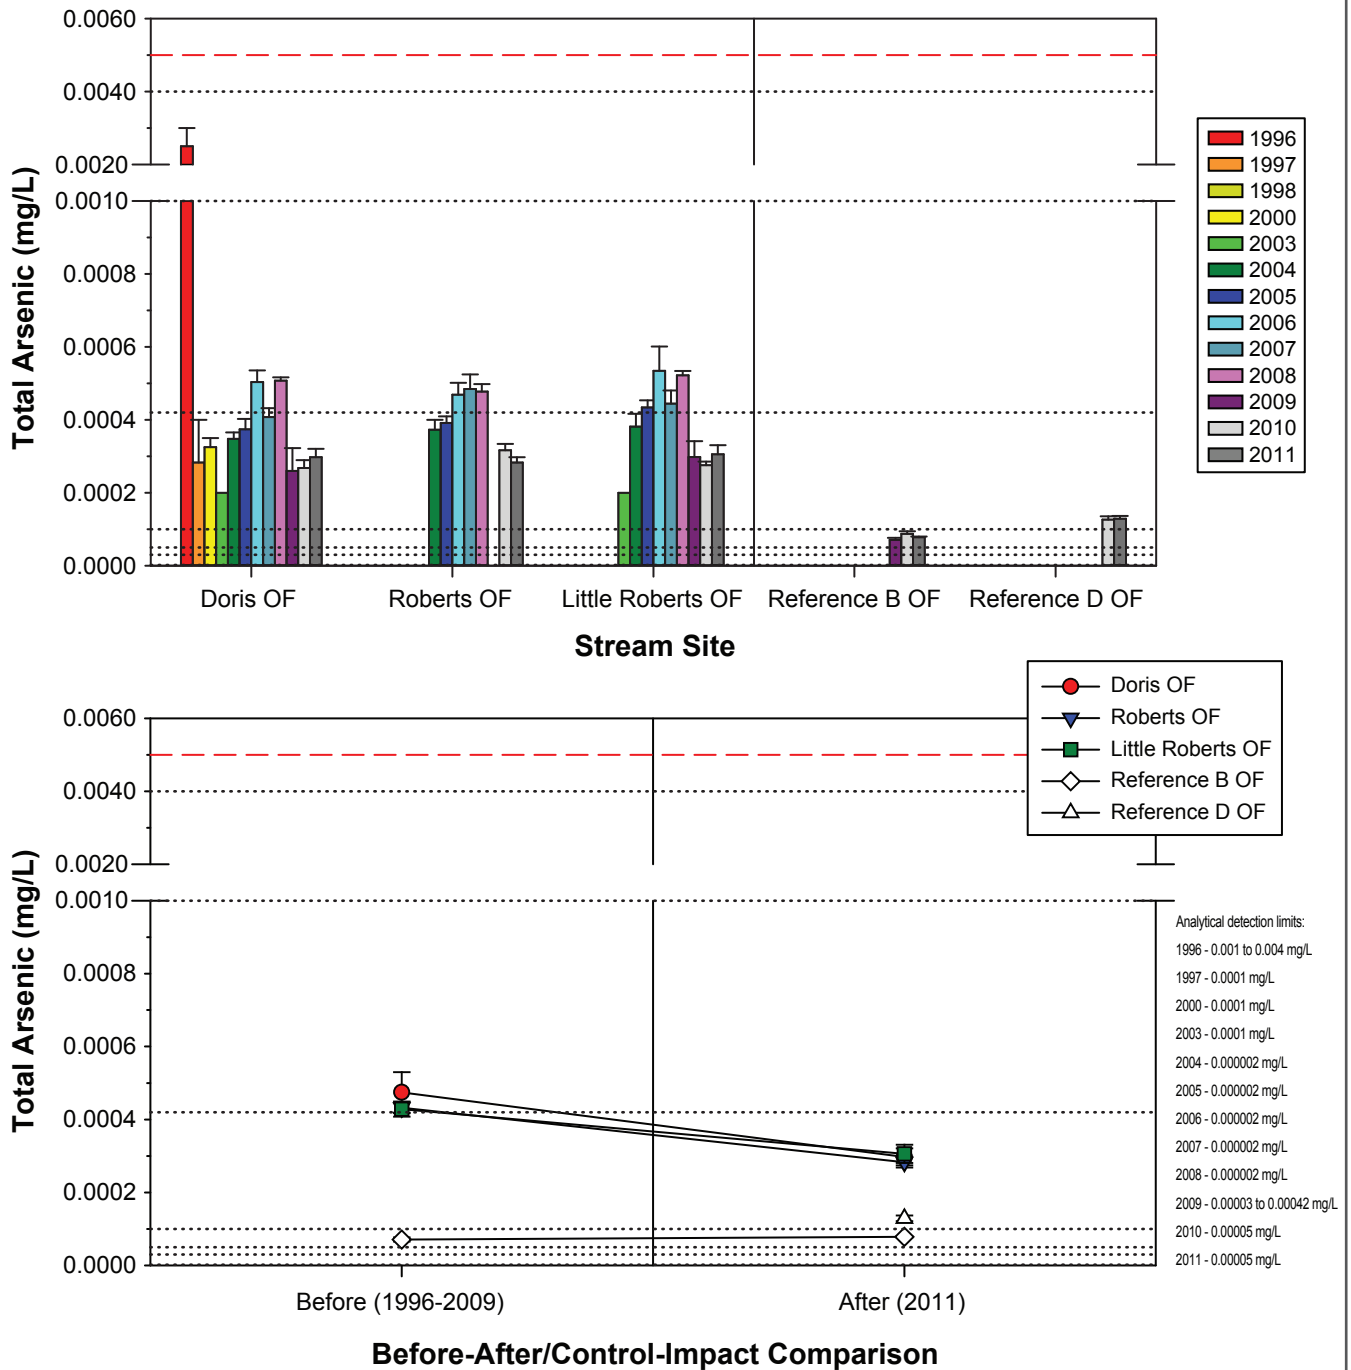 0.0060
0.0040
0.0020
0.0010
0.0008
0.0006
0.0004
0.0002
0.0000
Total Arsenic (mg/L)
Doris OF
Roberts OF
Little Roberts OF
Reference B OF
Reference D OF
Stream Site
1996
1997
1998
2000
2003
2004
2005
2006
2007
2008
2009
2010
2011
Doris OF
Roberts OF
Little Roberts OF
Reference B OF
Reference D OF
0.0060
0.0040
0.0020
0.0010
0.0008
0.0006
0.0004
0.0002
0.0000
Total Arsenic (mg/L)
Analytical detection limits:
1996 - 0.001 to 0.004 mg/L
1997 - 0.0001 mg/L
2000 - 0.0001 mg/L
2003 - 0.0001 mg/L
2004 - 0.000002 mg/L
2005 - 0.000002 mg/L
2006 - 0.000002 mg/L
2007 - 0.000002 mg/L
2008 - 0.000002 mg/L
2009 - 0.00003 to 0.00042 mg/L
2010 - 0.00005 mg/L
2011 - 0.00005 mg/L
Before (1996-2009)
After (2011)
Before-After/Control-Impact Comparison